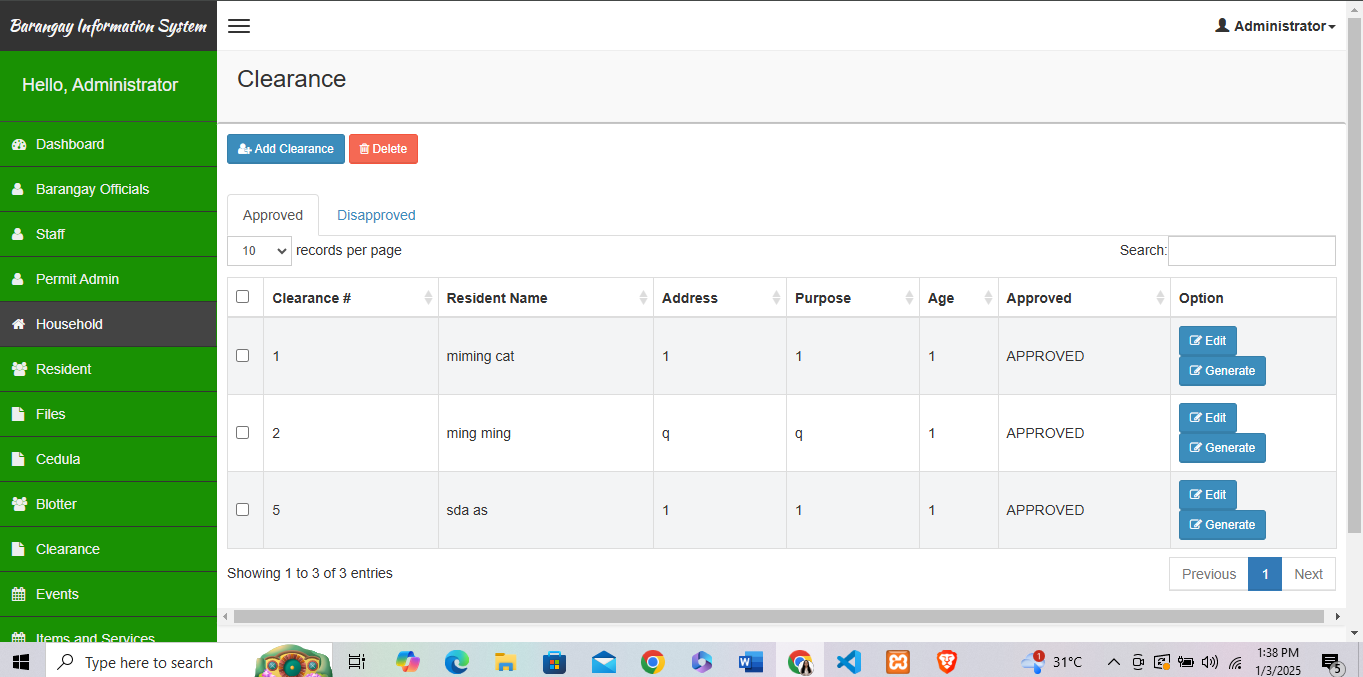 Barangay Information System
Administrator
Hello, Administrator
Dashboard
Barangay Officials
Staff
Permit Admin
Household
Resident
Files
Cedula
Blotter
Clearance
Events
Items and Services
Clearance
Add Clearance Delete
Approved Disapproved
10 records per page Search:
Clearance # Resident Name Address Purpose Age Approved Option
1 miming cat 1 1 1 APPROVED Edit
Generate
2 ming ming q q 1 APPROVED Edit
Generate
5 sda as 1 1 1 APPROVED Edit
Generate
Showing 1 to 3 of 3 entries Previous 1 Next
Type here to search
1 31°C
1:38 PM
1/3/2025
5